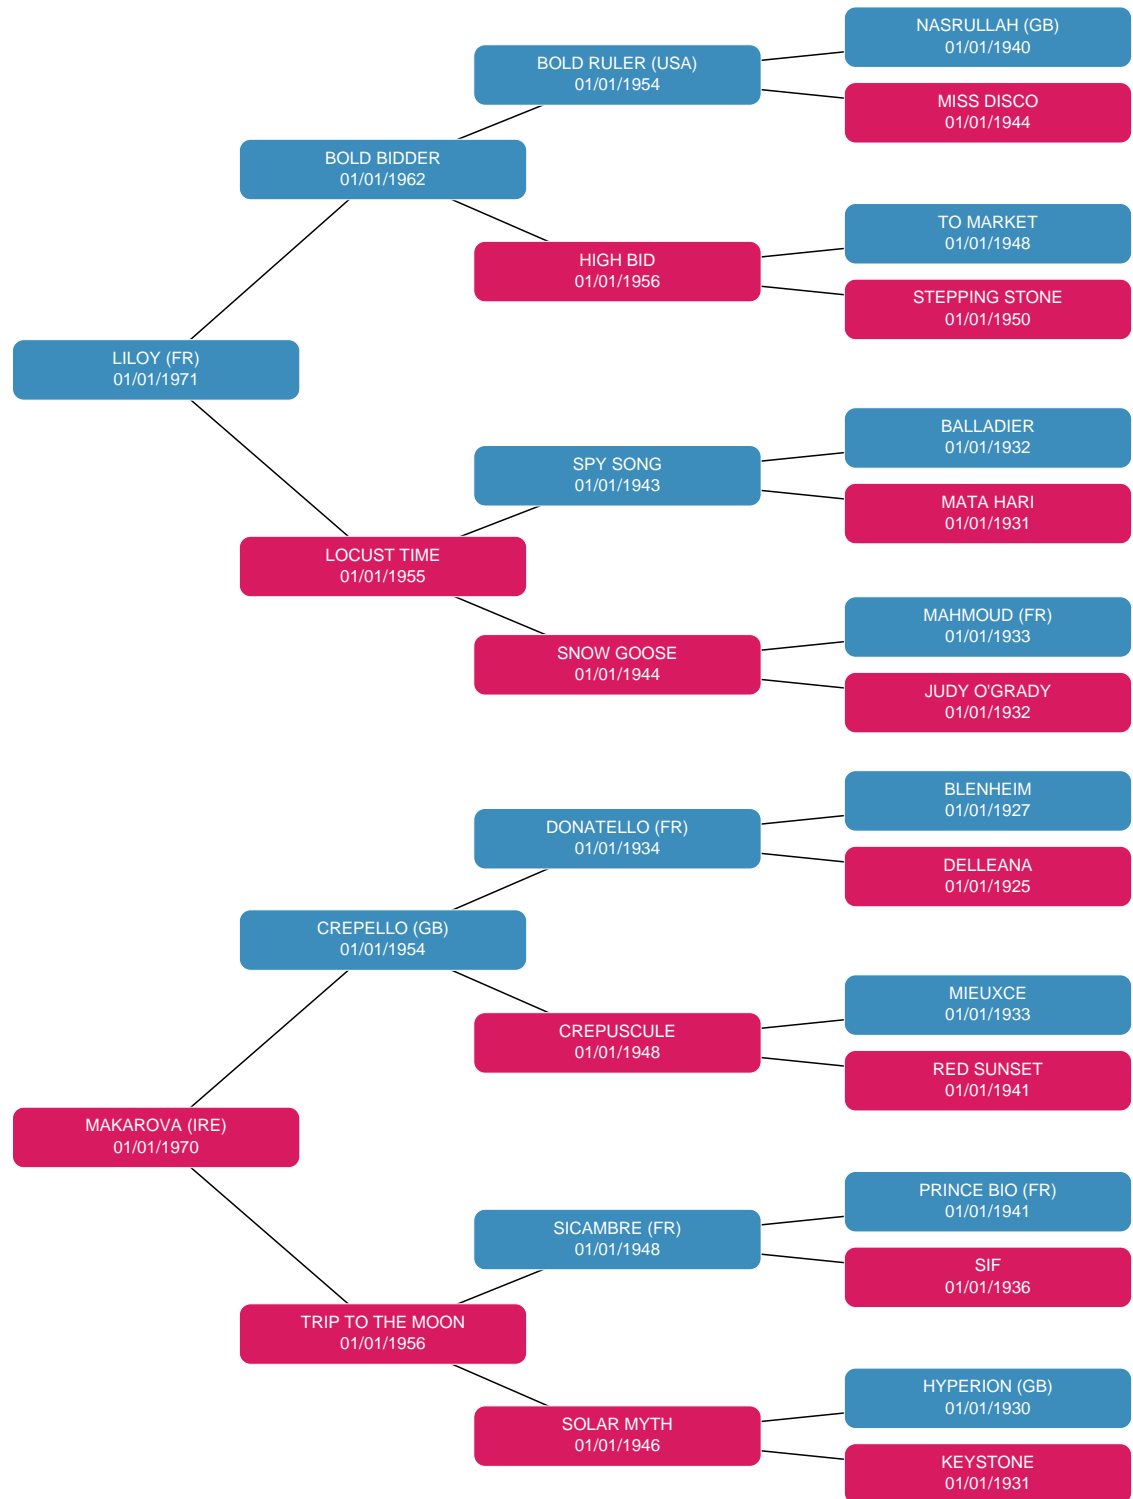 NASRULLAH (GB)
01/01/1940
BOLD RULER (USA)
01/01/1954
MISS DISCO
01/01/1944
BOLD BIDDER
01/01/1962
TO MARKET
01/01/1948
HIGH BID
01/01/1956
STEPPING STONE
01/01/1950
LILOY (FR)
01/01/1971
BALLADIER
01/01/1932
SPY SONG
01/01/1943
MATA HARI
01/01/1931
LOCUST TIME
01/01/1955
MAHMOUD (FR)
01/01/1933
SNOW GOOSE
01/01/1944
JUDY O'GRADY
01/01/1932
BLENHEIM
01/01/1927
DONATELLO (FR)
01/01/1934
DELLEANA
01/01/1925
CREPELLO (GB)
01/01/1954
MIEUXCE
01/01/1933
CREPUSCULE
01/01/1948
RED SUNSET
01/01/1941
MAKAROVA (IRE)
01/01/1970
PRINCE BIO (FR)
01/01/1941
SICAMBRE (FR)
01/01/1948
SIF
01/01/1936
TRIP TO THE MOON
01/01/1956
HYPERION (GB)
01/01/1930
SOLAR MYTH
01/01/1946
KEYSTONE
01/01/1931